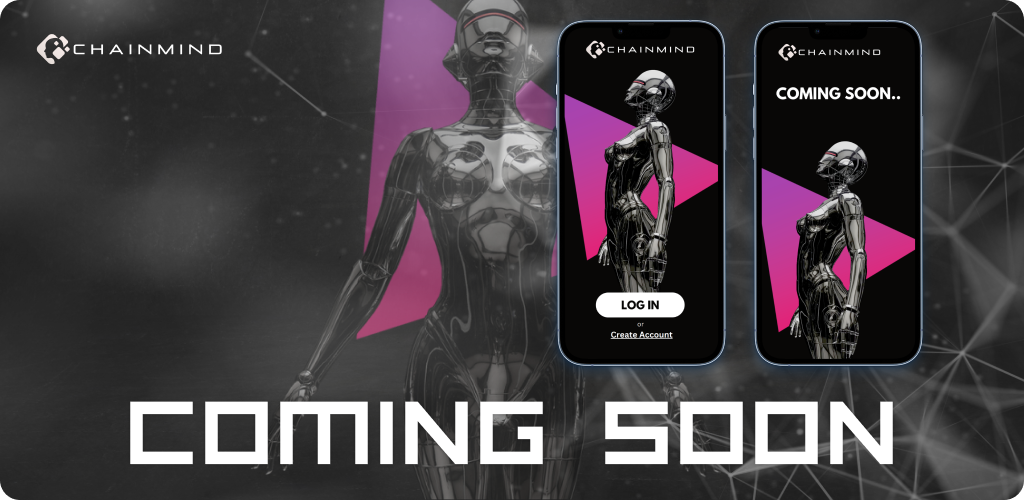 CHAINMIND
CHAINMIND
LOG IN
or
Create Account
CHAINMIND
COMING SOON..
COMING SOON